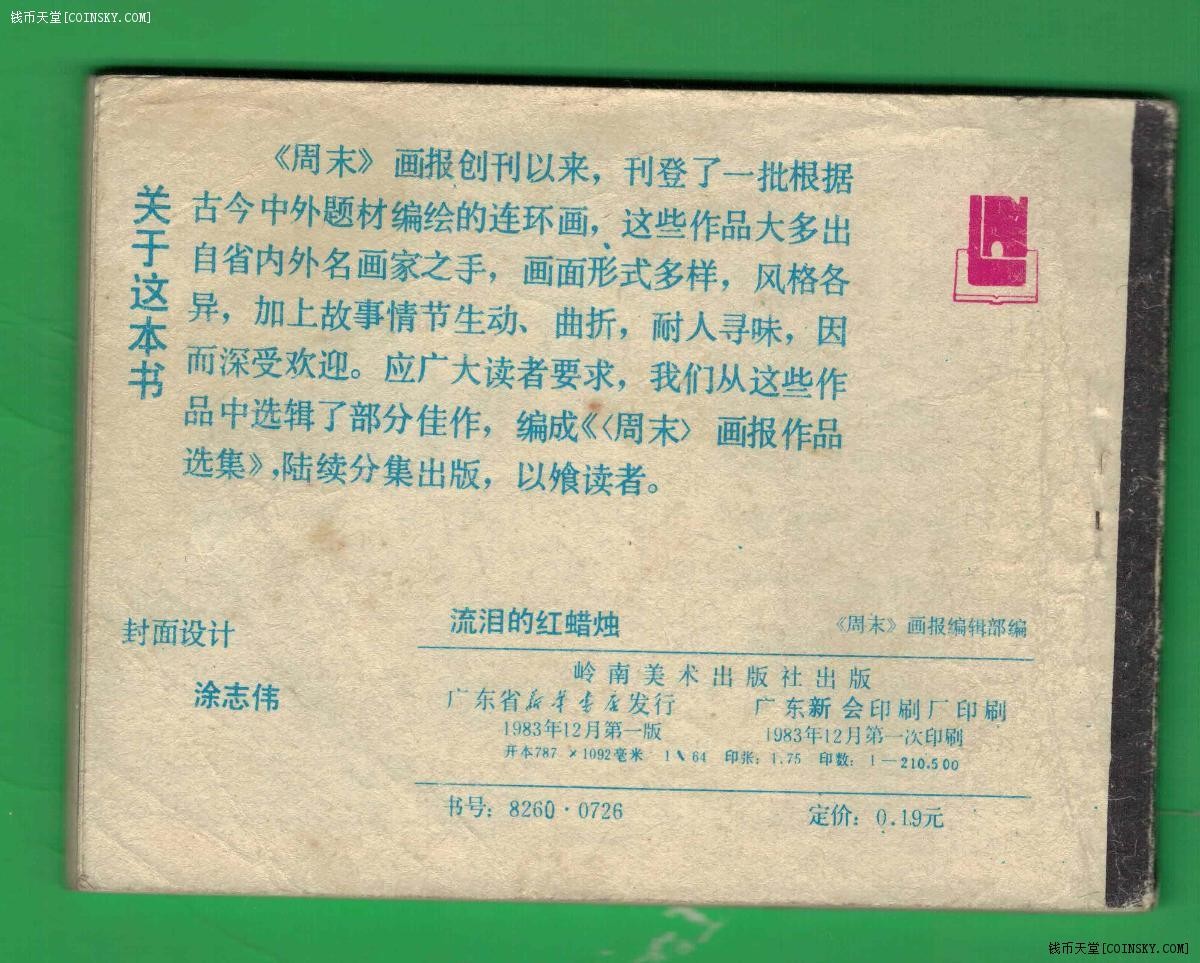 钱币天堂[COINSKY.COM]
关于这本书
《周末》画报创刊以来，刊登了一批根据
古今中外题材编绘的连环画，这些作品大多出
自省内外名画家之手，画面形式多样，风格各
异，加上故事情节生动、曲折，耐人寻味，因
而深受欢迎。应广大读者要求，我们从这些作
品中选辑了部分佳作，编成《〈周末〉画报作品
选集》，陆续分集出版，以飨读者。
封面设计
涂志伟
流泪的红蜡烛 《周末》画报编辑部编
岭南美术出版社出版
广东省新华书店发行 广东新会印刷厂印刷
1983年12月第一版 1983年12月第一次印刷
开本787×1092毫米 1\64 印张：1.75 印数：1—210.500
书号：8260·0726 定价：0.19元
钱币天堂[COINSKY.COM]